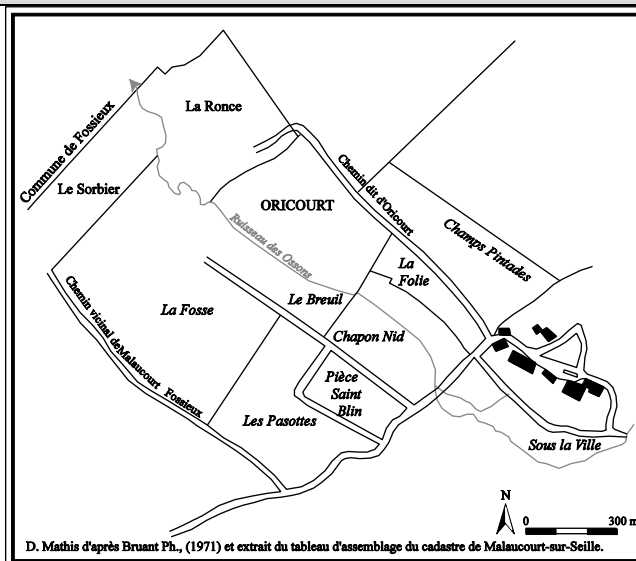 La Ronce
Commune de Fossieux
Le Sorbier
Chemin dit d'Oricourt
ORICOURT
Champs Pintades
Ruisseau des Ossons
La
Folie
Le Breuil
La Fosse
Chemin vicinal deMalaucourt Fossieux
Chapon Nid
Pièce
Saint
Blin
Les Pasottes
Sous la Ville
N
0 300 m
D. Mathis d'après Bruant Ph., (1971) et extrait du tableau d'assemblage du cadastre de Malaucourt-sur-Seille.